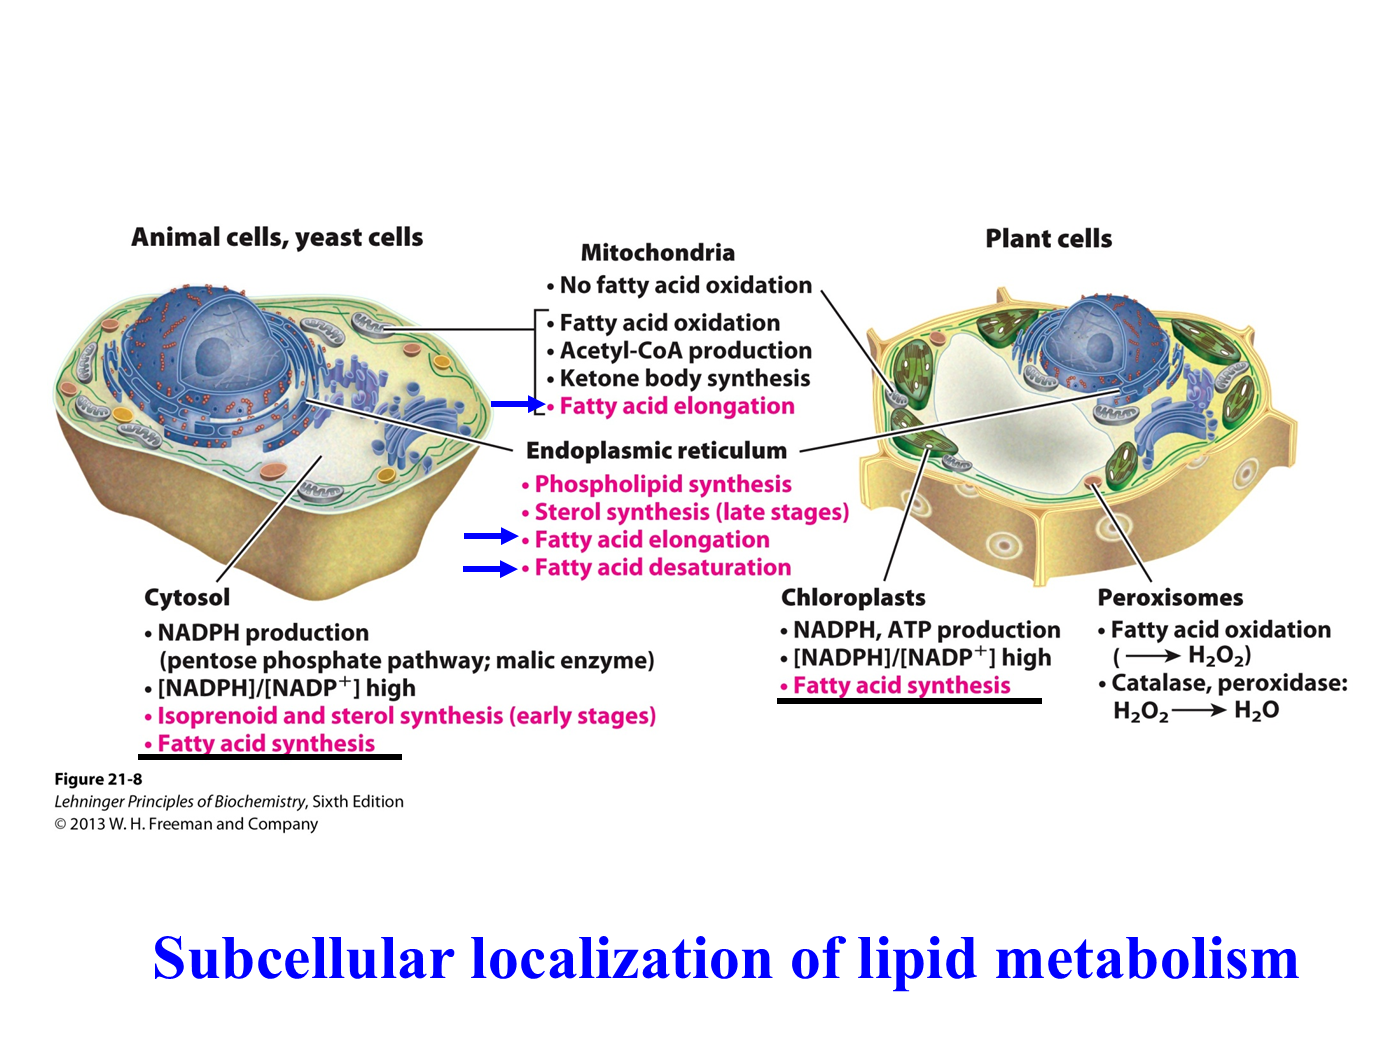 Animal cells, yeast cells
Mitochondria
• No fatty acid oxidation
• Fatty acid oxidation
• Acetyl-CoA production
• Ketone body synthesis
• Fatty acid elongation
Plant cells
Endoplasmic reticulum
• Phospholipid synthesis
• Sterol synthesis (late stages)
• Fatty acid elongation
• Fatty acid desaturation
Cytosol
• NADPH production
(pentose phosphate pathway; malic enzyme)
• [NADPH]/[NADP⁺] high
• Isoprenoid and sterol synthesis (early stages)
• Fatty acid synthesis
Chloroplasts
• NADPH, ATP production
• [NADPH]/[NADP⁺] high
• Fatty acid synthesis
Peroxisomes
• Fatty acid oxidation
( ⟶ H₂O₂)
• Catalase, peroxidase:
H₂O₂ ⟶ H₂O
Figure 21-8
Lehninger Principles of Biochemistry, Sixth Edition
© 2013 W. H. Freeman and Company
Subcellular localization of lipid metabolism